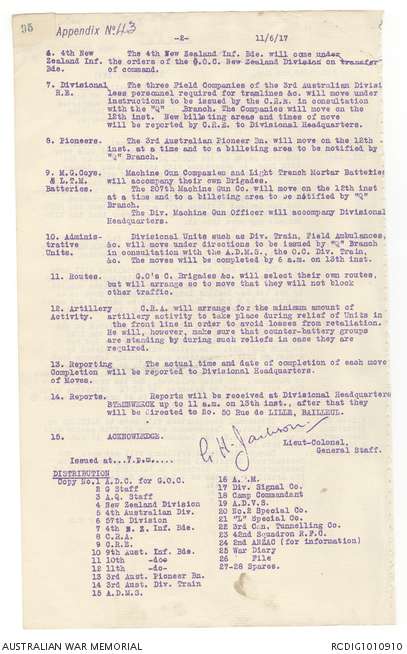 95
Appendix No 43
-2-
11/6/17
6. 4th New Zealand Inf. Bde. The 4th New Zealand Inf. Bde. will come under
the orders of the G.O.C. New Zealand Division on transfer
of command.
7. Divisional R.E. The three Field Companies of the 3rd Australian Divisi
less personnel required for tramlines &c. will move under
instructions to be issued by the C.R.E. in consultation
with the "Q" Branch. The Companies will move on the
12th inst. New billeting areas and times of move
will be reported by C.R.E. to Divisional Headquarters.
8. Pioneers. The 3rd Australian Pioneer Bn. will move on the 12th
inst. at a time and to a billeting area to be notified by
"Q" Branch.
9. M.G.Coys. & L.T.M. Batteries. Machine Gun Companies and Light Trench Mortar Batteries
will accompany their own Brigades.
The 207th Machine Gun Co. will move on the 12th inst
at a time and to a billeting area to be notified by "Q"
Branch.
The Div. Machine Gun Officer will accompany Divisional
Headquarters.
10. Adminis-trative Units. Divisional Units such as Div. Train, Field Ambulances,
&c. will move under directions to be issued by "Q" Branch
in consultation with the A.D.M.S., the O.C. Div. Train,
&c. The moves will be completed by 6 a.m. on 13th inst.
11. Routes. G.O's C. Brigades &c. will select their own routes,
but will arrange so to move that they will not block
other traffic.
12. Artillery Activity. C.R.A. will arrange for the minimum amount of
artillery activity to take place during relief of Units in
the front line in order to avoid losses from retaliation.
He will, however, make sure that counter-battery groups
are standing by during such reliefs in case they are
required.
13. Reporting Completion of Moves. The actual time and date of completion of each move
will be reported to Divisional Headquarters.
14. Reports. Reports will be received at Divisional Headquarters
STEENWERCK up to 11 a.m. on 13th inst., after that they
will be directed to No. 50 Rue de LILLE, BAILLEUL.
15. ACKNOWLEDGE.
G. H. Jackson
Lieut-Colonel,
General Staff.
Issued at...7.p.m....
DISTRIBUTION
Copy No.1 A.D.C. for G.O.C.
2 G Staff
3 A.Q. Staff
4 New Zealand Division
5 4th Australian Div.
6 57th Division
7 4th N.Z. Inf. Bde.
8 C.R.A.
9 C.R.E.
10 9th Aust. Inf. Bde.
11 10th -do-
12 11th -do-
13 3rd Aust. Pioneer Bn.
14 3rd Aust. Div. Train
15 A.D.M.S.
16 A.P.M.
17 Div. Signal Co.
18 Camp Commandant
19 A.D.V.S.
20 No.2 Special Co.
21 "L" Special Co.
22 3rd Can. Tunnelling Co.
23 42nd Squadron R.F.C.
24 2nd ANZAC (for information)
25 War Diary
26 File
27-28 Spares.
AUSTRALIAN WAR MEMORIAL
RCDIG1010910